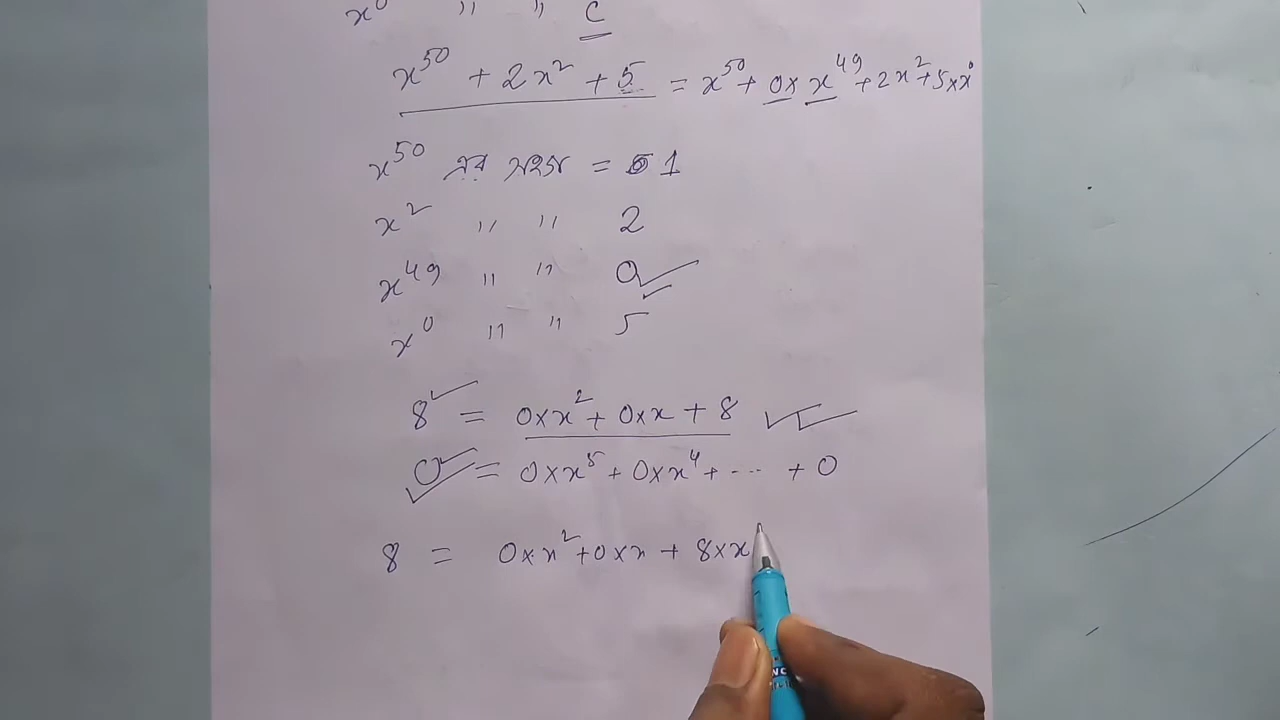 x⁰ " " C
x⁵⁰ + 2x² + 5 = x⁵⁰ + 0×x⁴⁹ + 2x² + 5×x⁰
x⁵⁰ এর সহগ = 1
x² " " 2
x⁴⁹ " " 0
x⁰ " " 5
8 = 0×x² + 0×x + 8
0 = 0×x⁵ + 0×x⁴ + ... + 0
8 = 0×x² + 0×x + 8×x